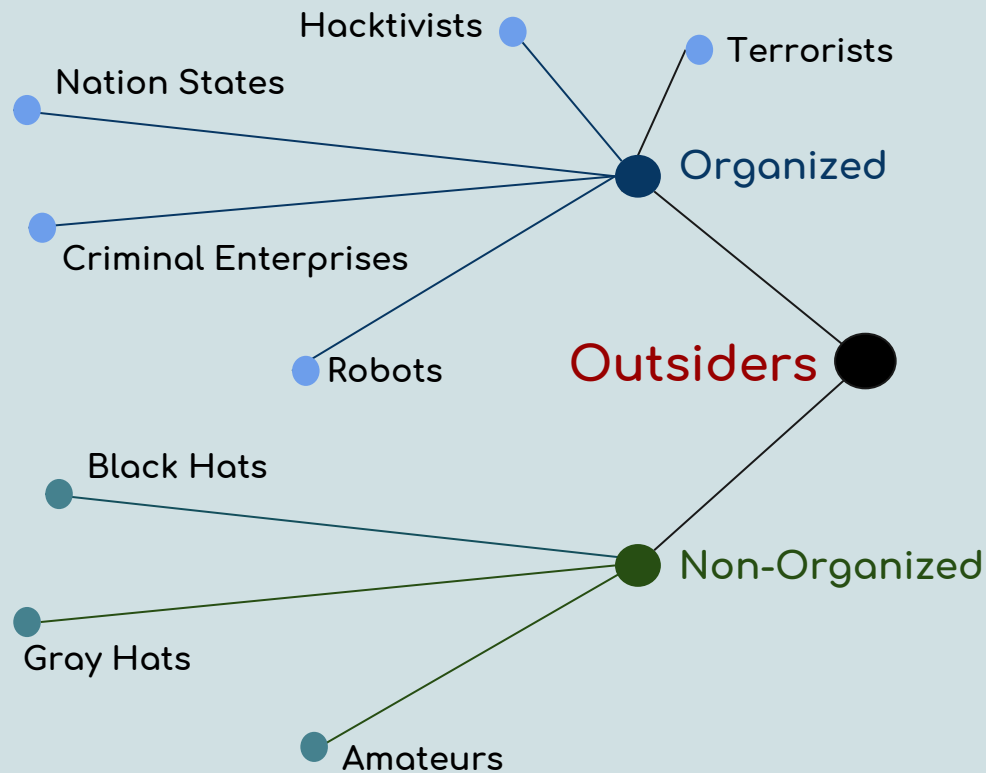 Hacktivists
Terrorists
Nation States
Organized
Criminal Enterprises
Outsiders
Robots
Black Hats
Non-Organized
Gray Hats
Amateurs